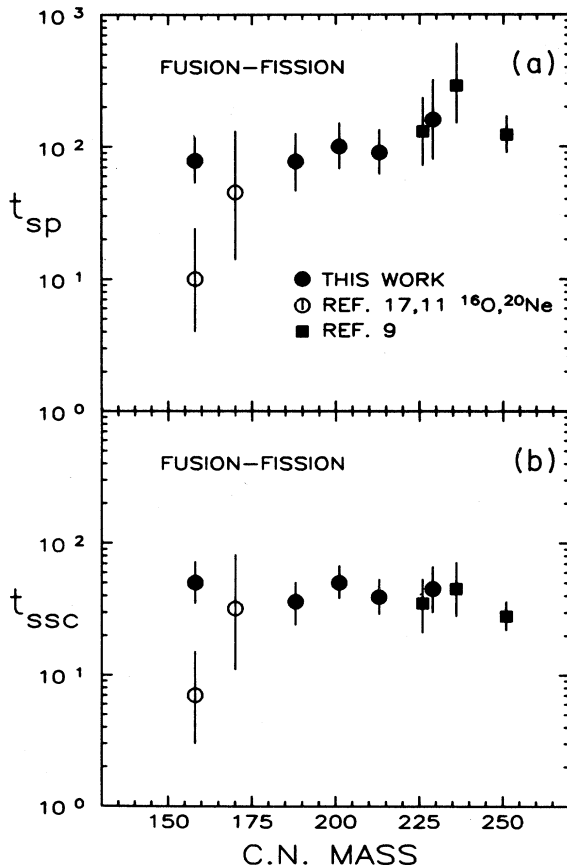 10³
FUSION–FISSION
(a)
10²
t_sp
10¹
THIS WORK
REF. 17,11 ¹⁶O,²⁰Ne
REF. 9
10⁰
FUSION–FISSION
(b)
10²
t_ssc
10¹
10⁰
150 175 200 225 250
C.N. MASS